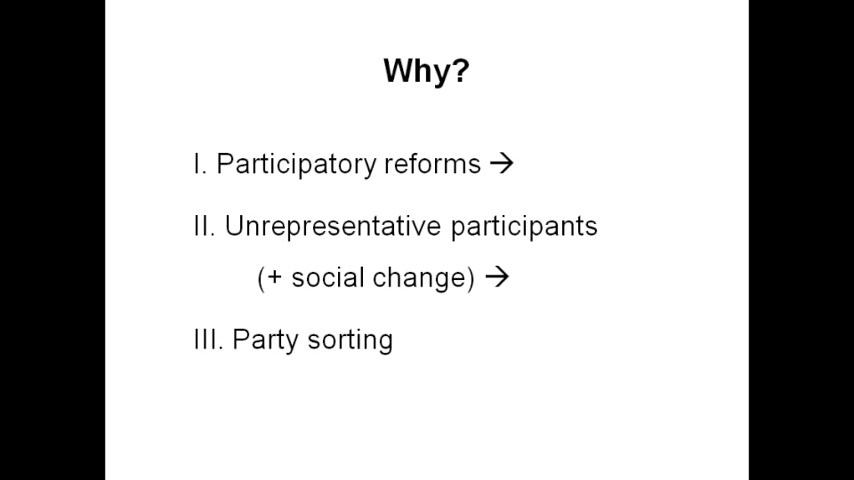 Why?
I. Participatory reforms →
II. Unrepresentative participants
(+ social change) →
III. Party sorting